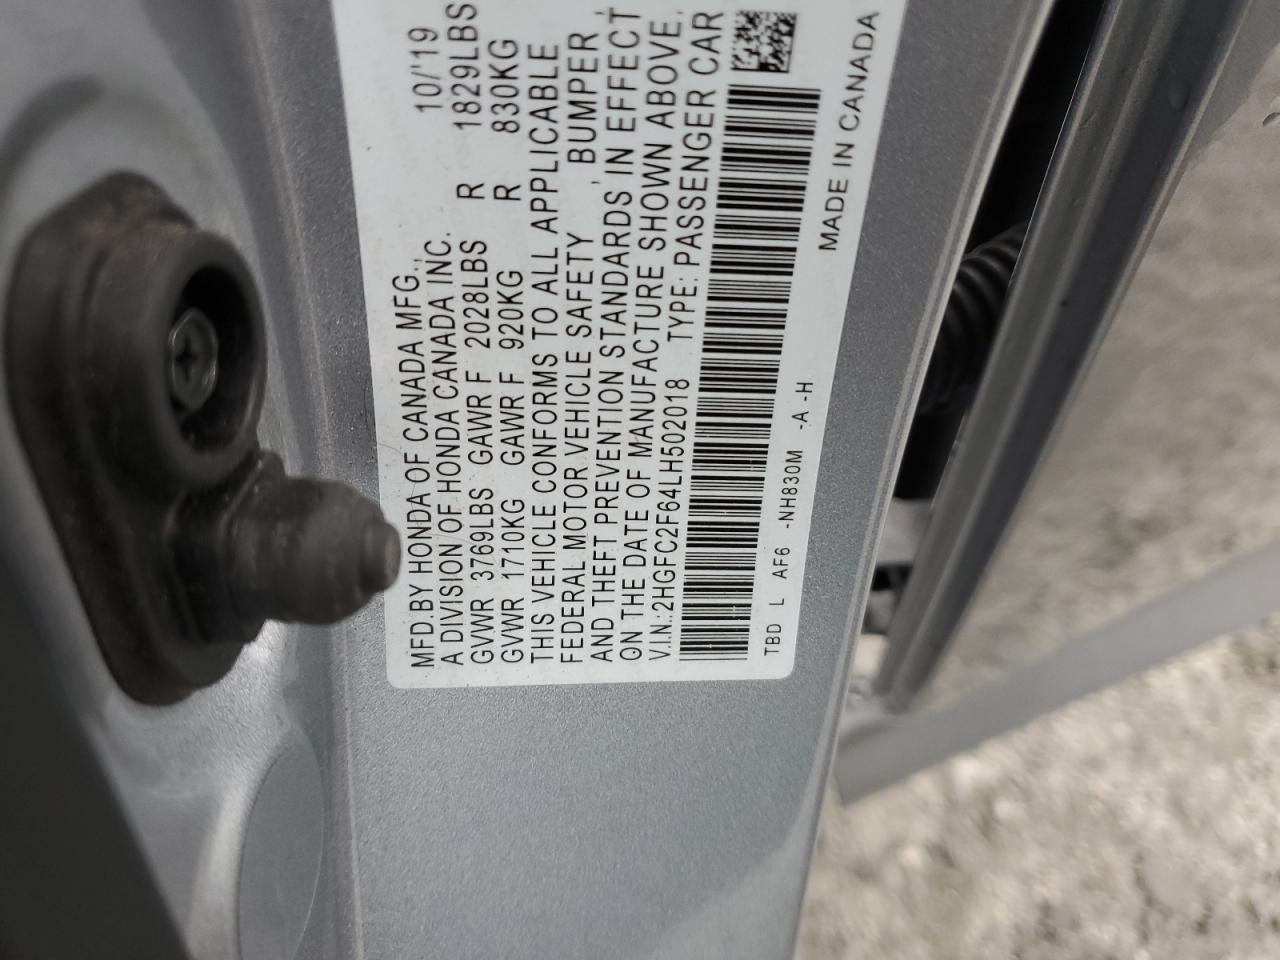 MFD.BY HONDA OF CANADA MFG., 10/19
A DIVISION OF HONDA CANADA INC.
GVWR 3769LBS GAWR F 2028LBS R 1829LBS
GVWR 1710KG GAWR F 920KG R 830KG
THIS VEHICLE CONFORMS TO ALL APPLICABLE
FEDERAL MOTOR VEHICLE SAFETY , BUMPER ,
AND THEFT PREVENTION STANDARDS IN EFFECT
ON THE DATE OF MANUFACTURE SHOWN ABOVE.
V.I.N.:2HGFC2F64LH502018 TYPE: PASSENGER CAR
TBD L AF6 -NH830M -A -H
MADE IN CANADA